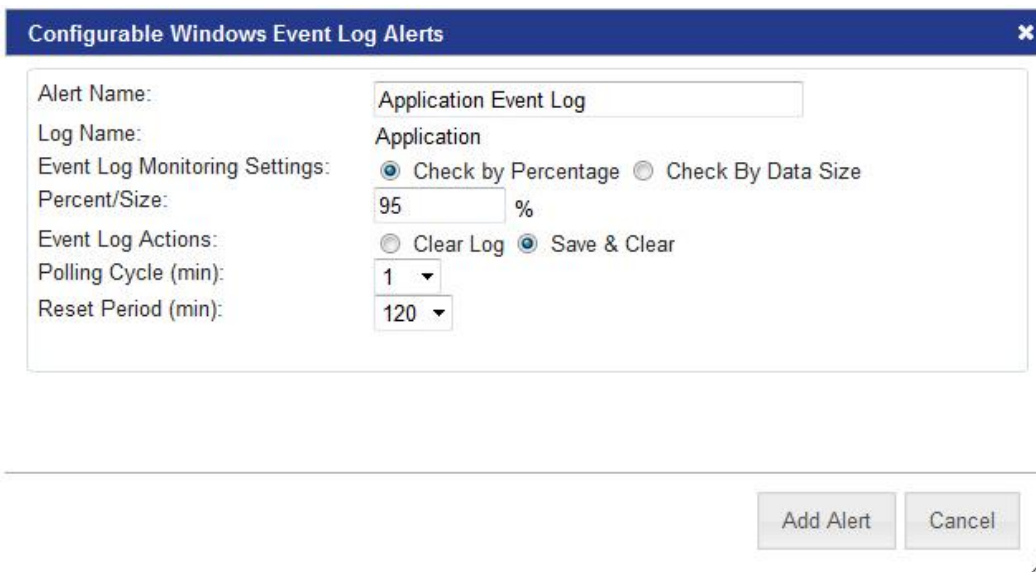 Configurable Windows Event Log Alerts
Alert Name: Application Event Log
Log Name: Application
Event Log Monitoring Settings: Check by Percentage Check By Data Size
Percent/Size: 95 %
Event Log Actions: Clear Log Save & Clear
Polling Cycle (min): 1
Reset Period (min): 120
Add Alert Cancel